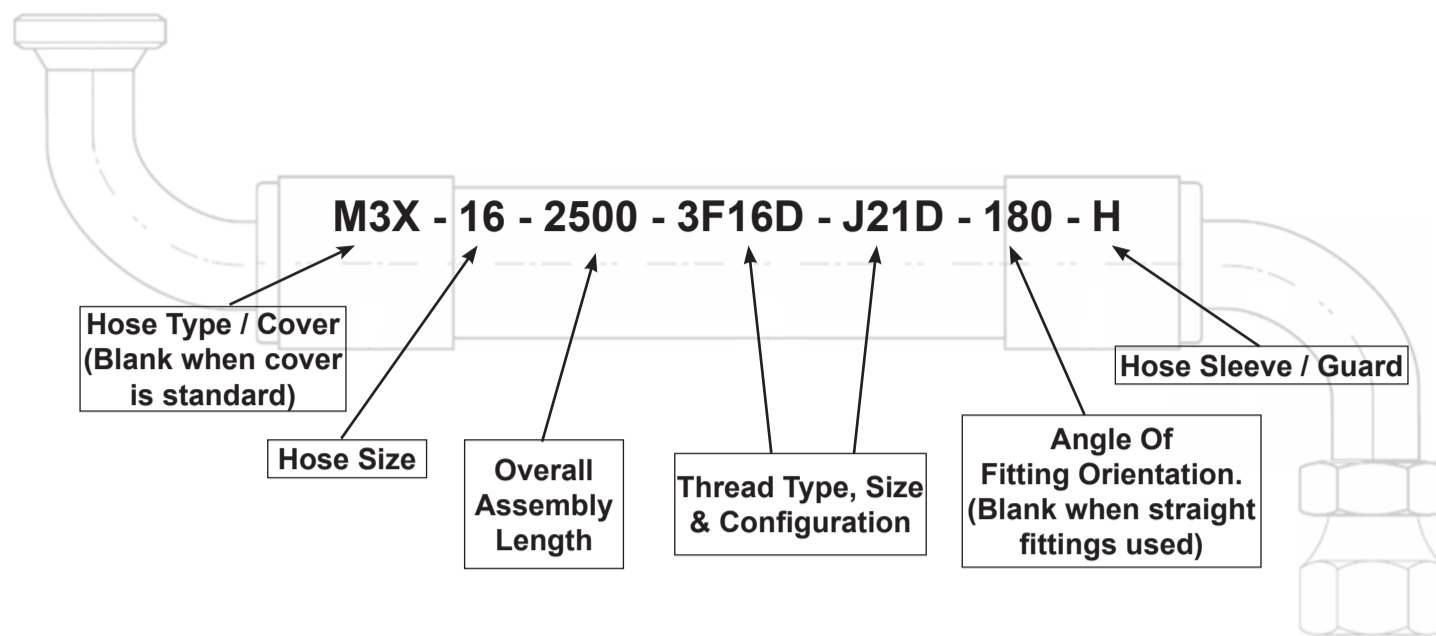 M3X - 16 - 2500 - 3F16D - J21D - 180 - H
Hose Type / Cover
(Blank when cover
is standard)
Hose Size
Overall
Assembly
Length
Thread Type, Size
& Configuration
Angle Of
Fitting Orientation.
(Blank when straight
fittings used)
Hose Sleeve / Guard